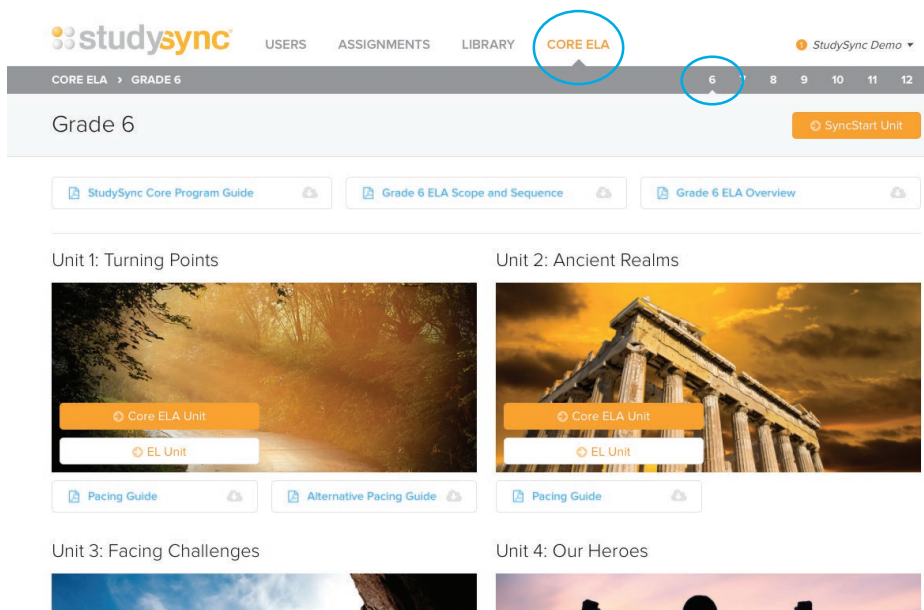 studysync USERS ASSIGNMENTS LIBRARY CORE ELA 1 StudySync Demo
CORE ELA > GRADE 6 6 7 8 9 10 11 12
Grade 6 SyncStart Unit
StudySync Core Program Guide Grade 6 ELA Scope and Sequence Grade 6 ELA Overview
Unit 1: Turning Points Unit 2: Ancient Realms
Core ELA Unit Core ELA Unit
EL Unit EL Unit
Pacing Guide Alternative Pacing Guide Pacing Guide
Unit 3: Facing Challenges Unit 4: Our Heroes